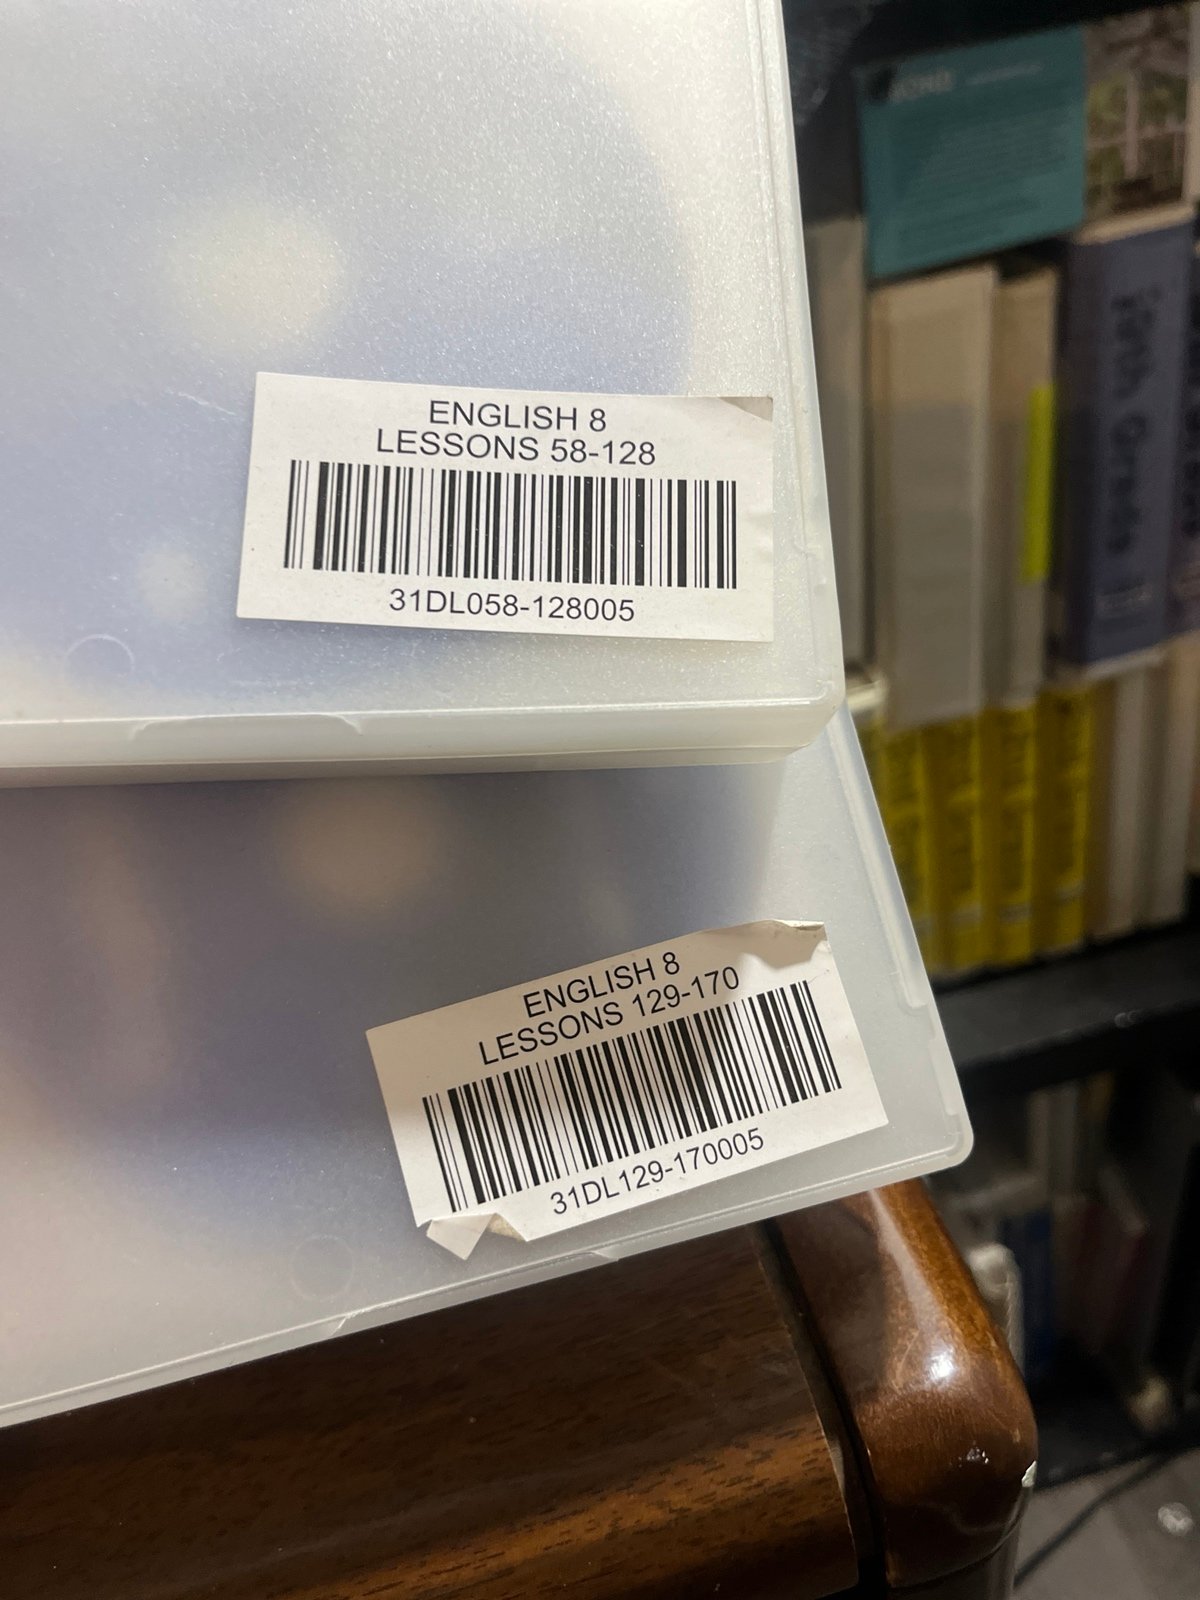 ENGLISH 8
LESSONS 58-128
31DL058-128005
ENGLISH 8
LESSONS 129-170
31DL129-170005